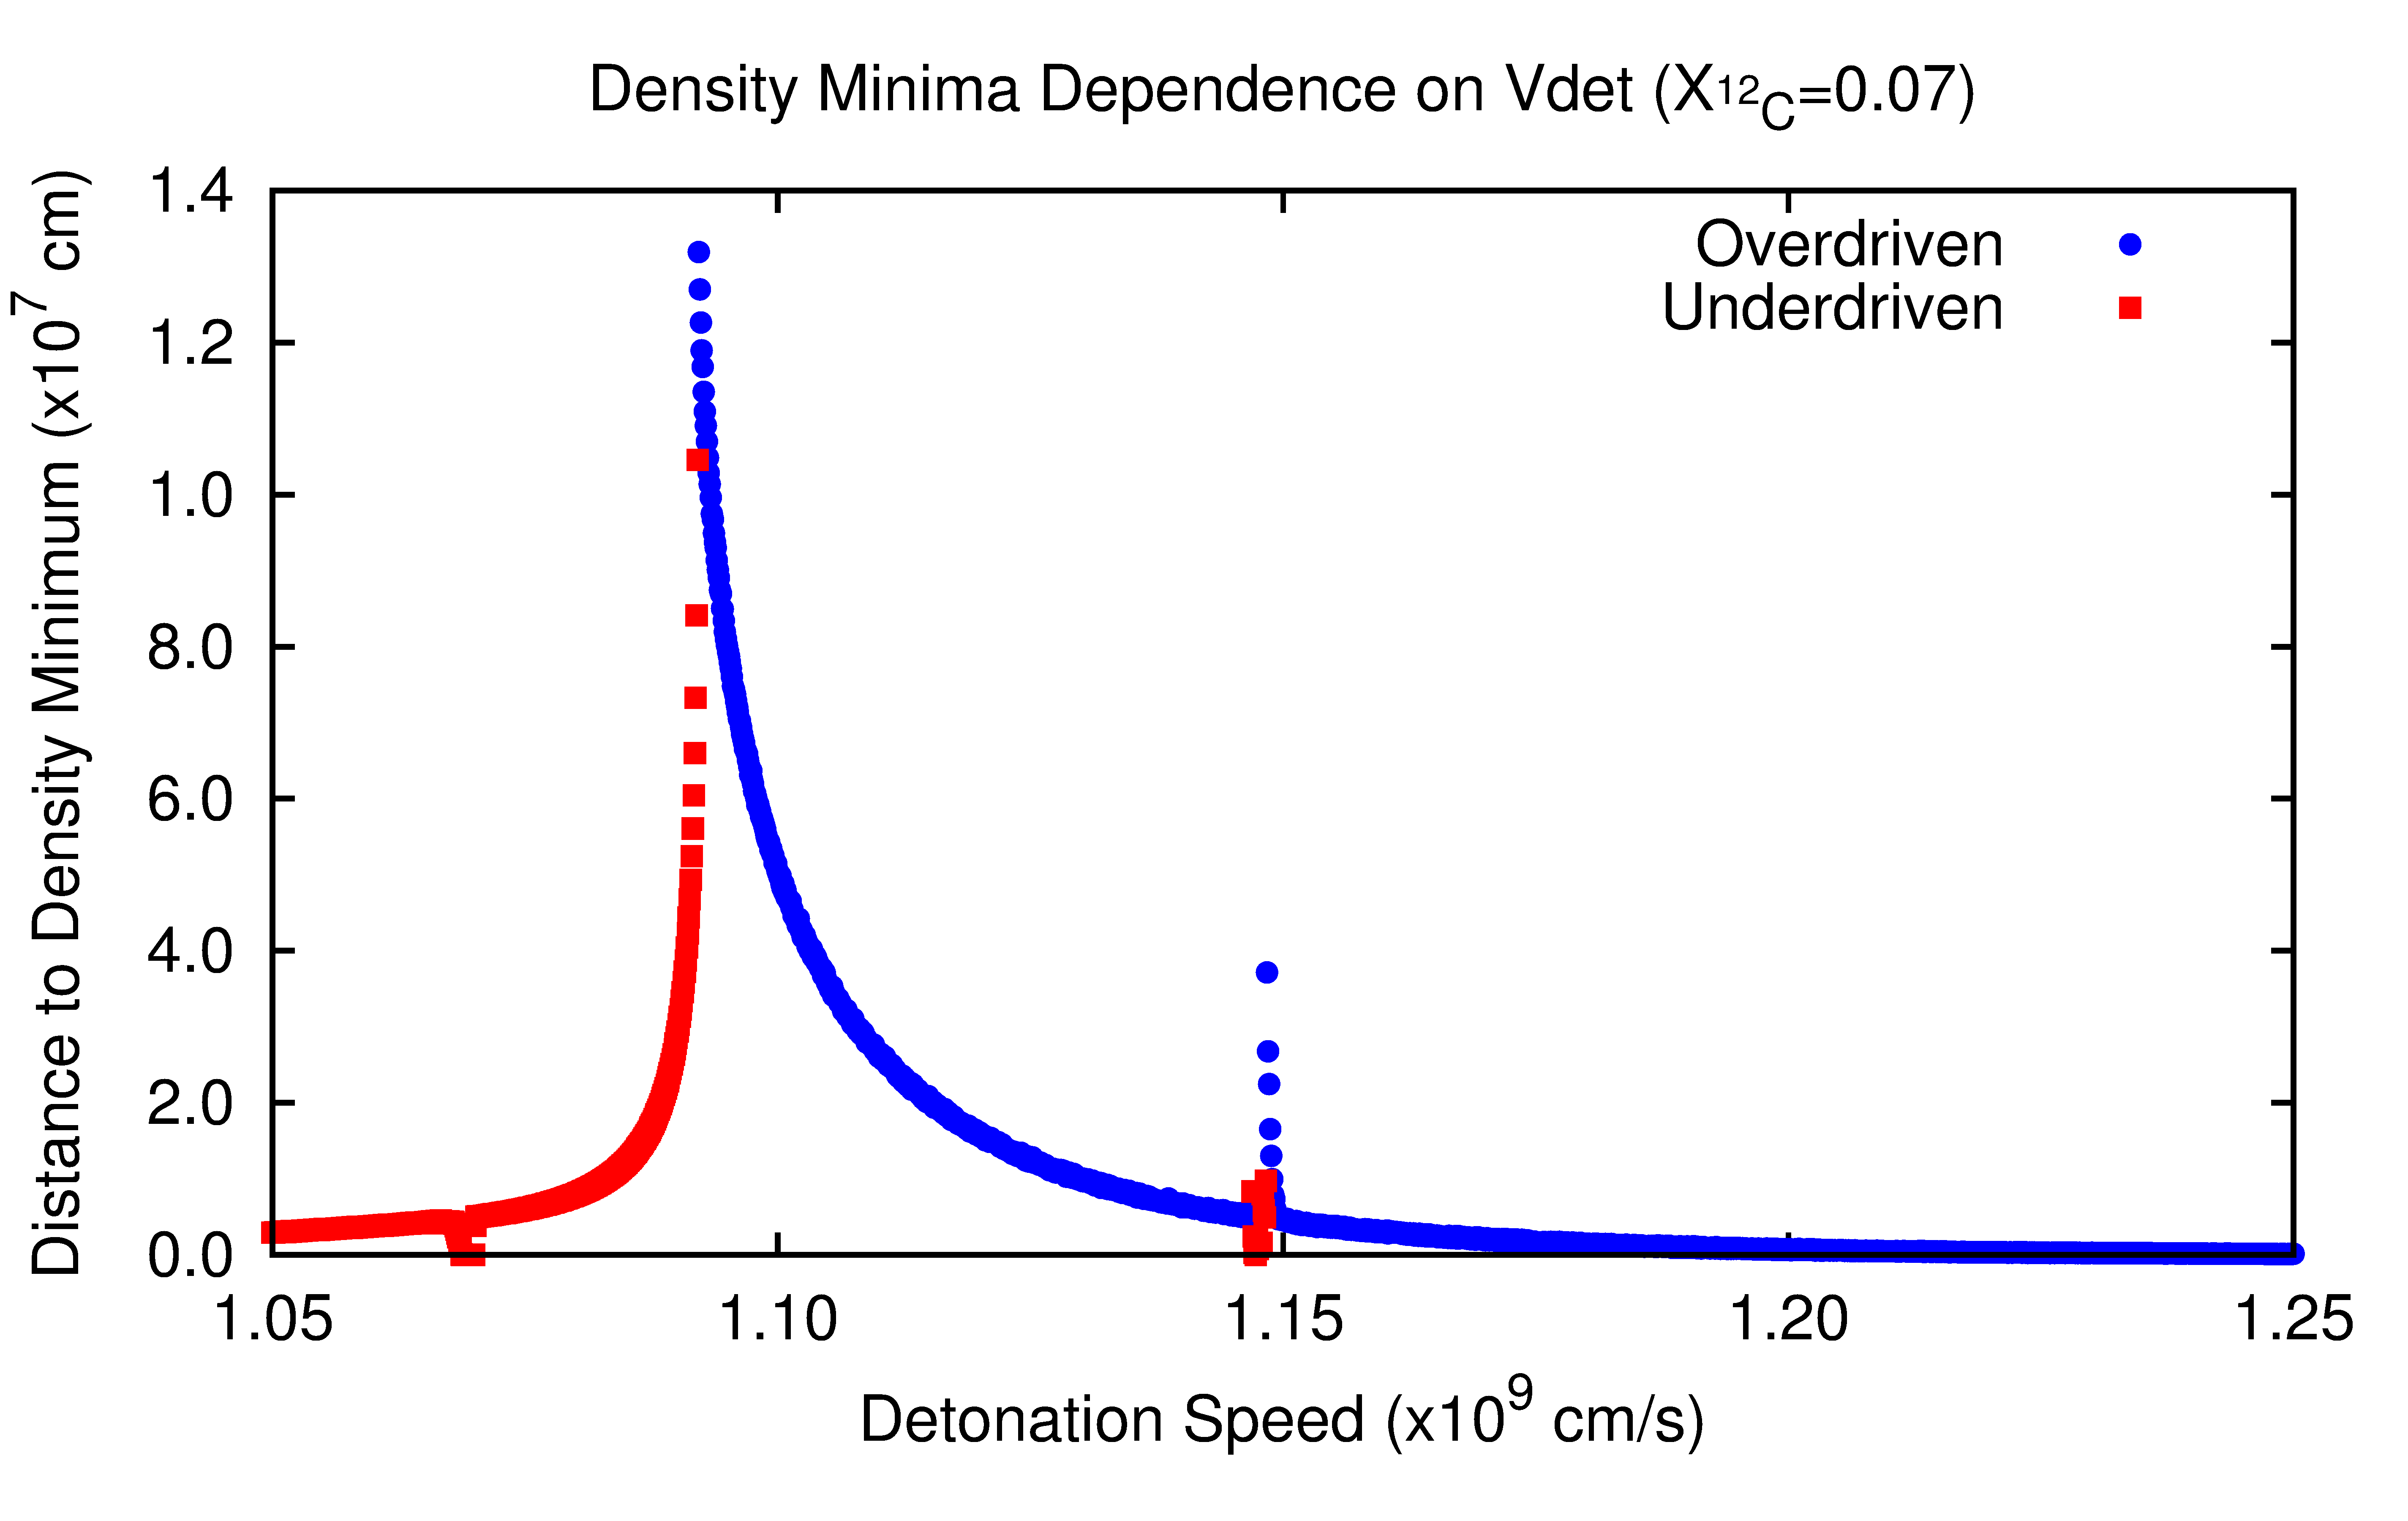 Density Minima Dependence on Vdet (X12C=0.07)
Distance to Density Minimum (x10^7 cm)
1.4
1.2
1.0
8.0
6.0
4.0
2.0
0.0
Overdriven
Underdriven
1.05 1.10 1.15 1.20 1.25
Detonation Speed (x10^9 cm/s)